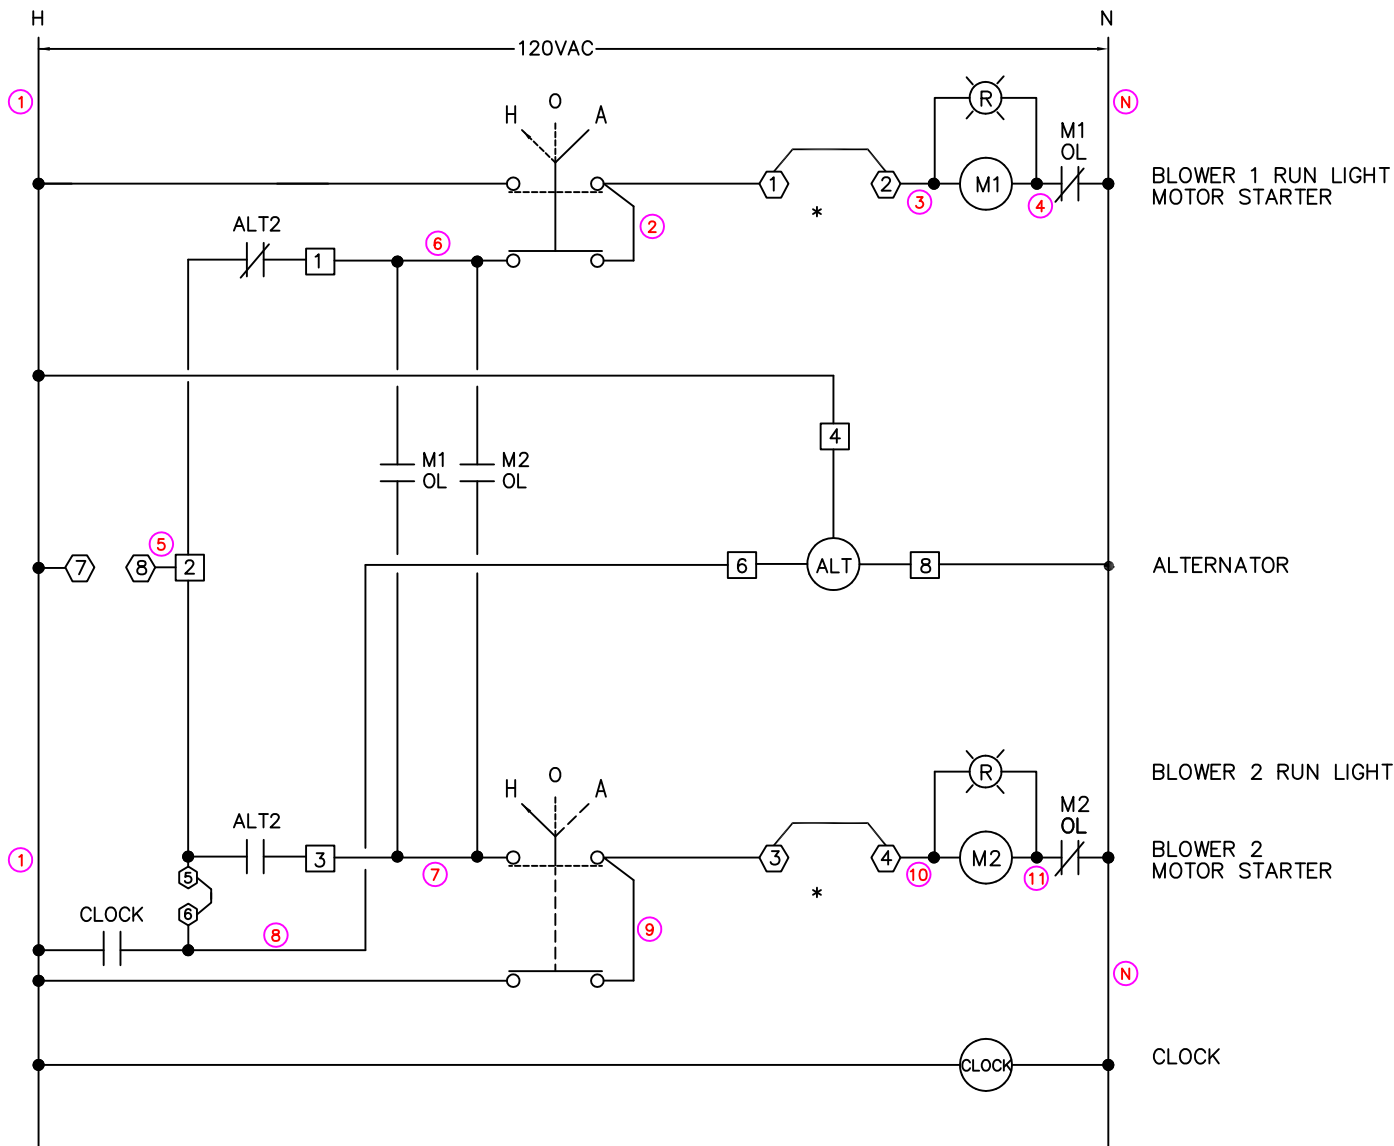 H N
120VAC
1 H O A R N
M1
OL
1 2 M1 BLOWER 1 RUN LIGHT
MOTOR STARTER
3 4
*
2
ALT2 6
1
4
M1 M2
OL OL
5
7 8 2 6 ALT 8 ALTERNATOR
O
H A R BLOWER 2 RUN LIGHT
M2
OL
ALT2
1 3 3 4 M2 BLOWER 2
MOTOR STARTER
7 10 11
5
*
6
CLOCK
8 9
N
CLOCK CLOCK